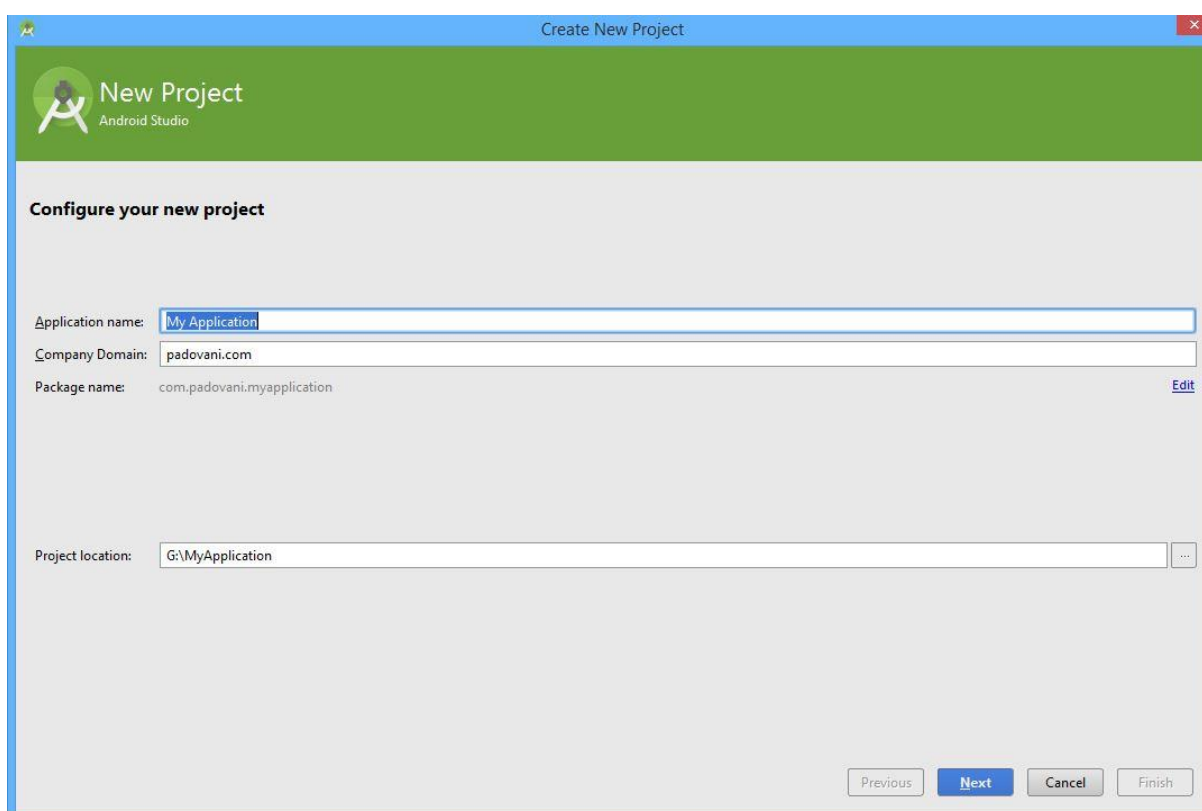 Create New Project
New Project
Android Studio
Configure your new project
Application name: My Application
Company Domain: padovani.com
Package name: com.padovani.myapplication Edit
Project location: G:\MyApplication ...
Previous Next Cancel Finish